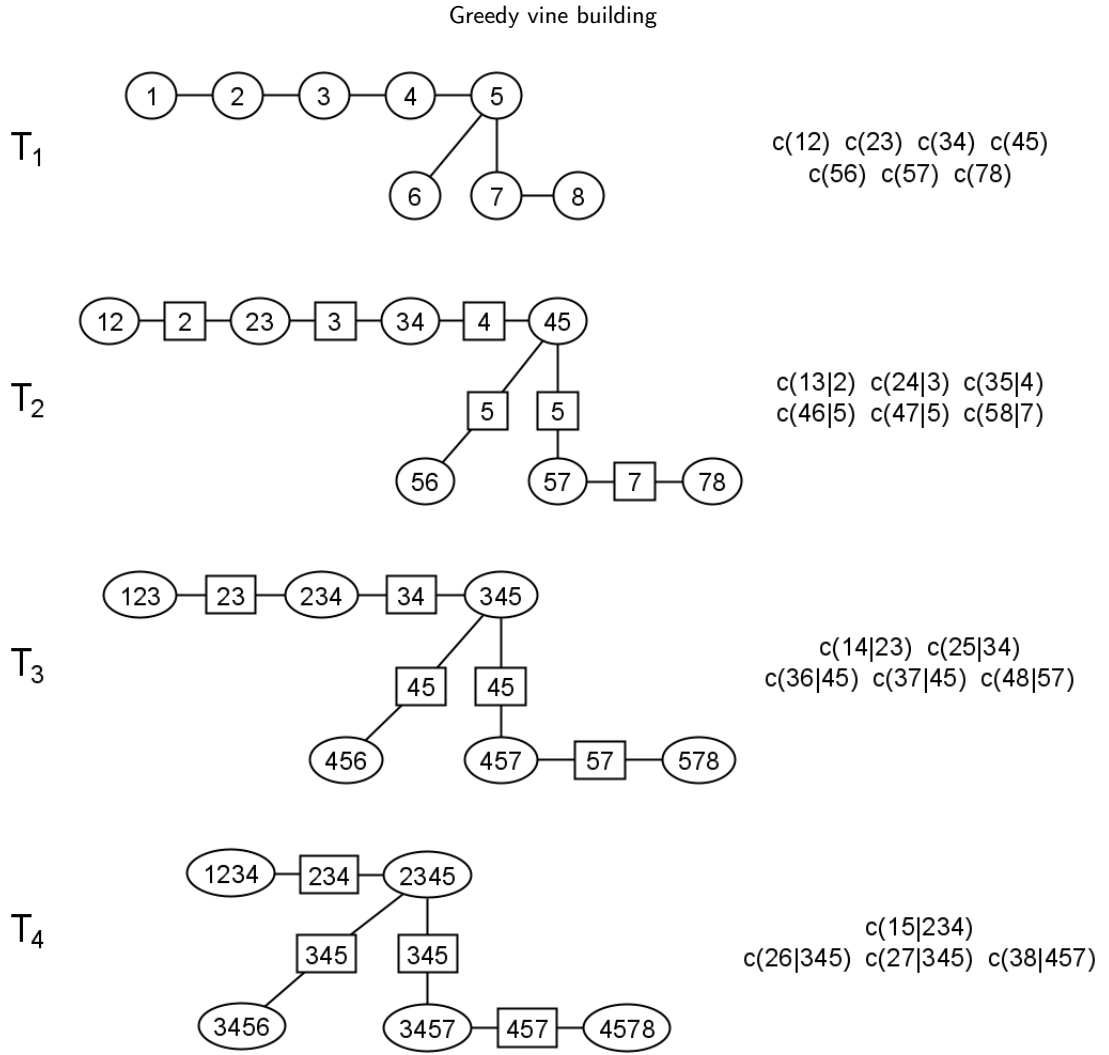 Greedy vine building
T1
1 2 3 4 5
6 7 8
c(12) c(23) c(34) c(45)
c(56) c(57) c(78)
T2
12 2 23 3 34 4 45
5 5
56 57 7 78
c(13|2) c(24|3) c(35|4)
c(46|5) c(47|5) c(58|7)
T3
123 23 234 34 345
45 45
456 457 57 578
c(14|23) c(25|34)
c(36|45) c(37|45) c(48|57)
T4
1234 234 2345
345 345
3456 3457 457 4578
c(15|234)
c(26|345) c(27|345) c(38|457)